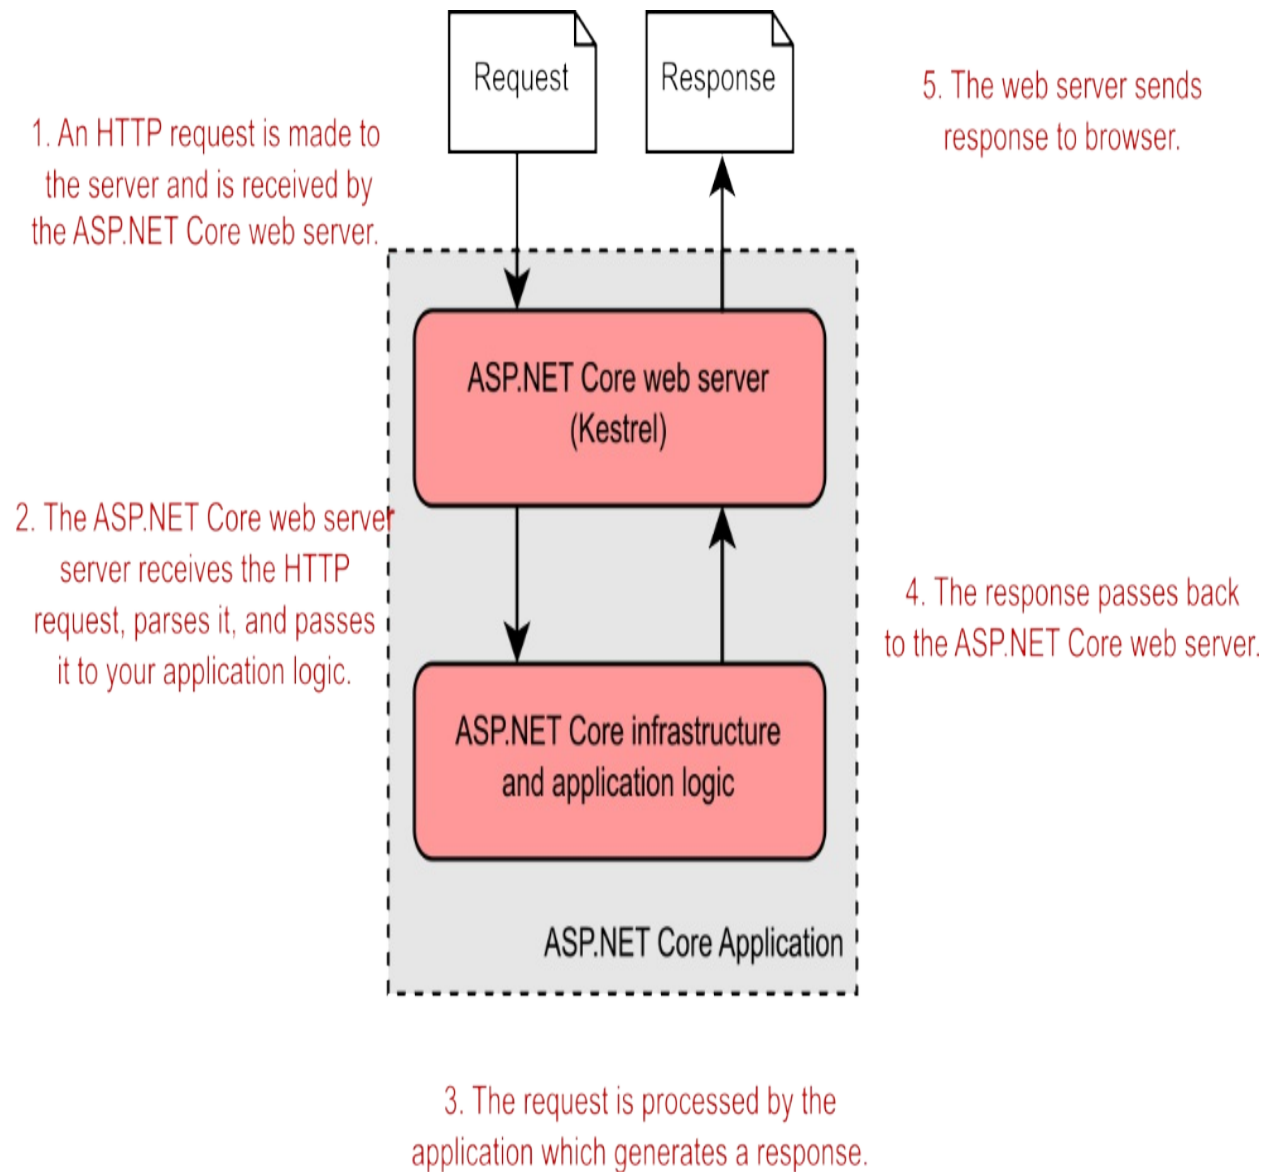 Request
Response
1. An HTTP request is made to
the server and is received by
the ASP.NET Core web server.
5. The web server sends
response to browser.
ASP.NET Core web server
(Kestrel)
2. The ASP.NET Core web server
server receives the HTTP
request, parses it, and passes
it to your application logic.
4. The response passes back
to the ASP.NET Core web server.
ASP.NET Core infrastructure
and application logic
ASP.NET Core Application
3. The request is processed by the
application which generates a response.